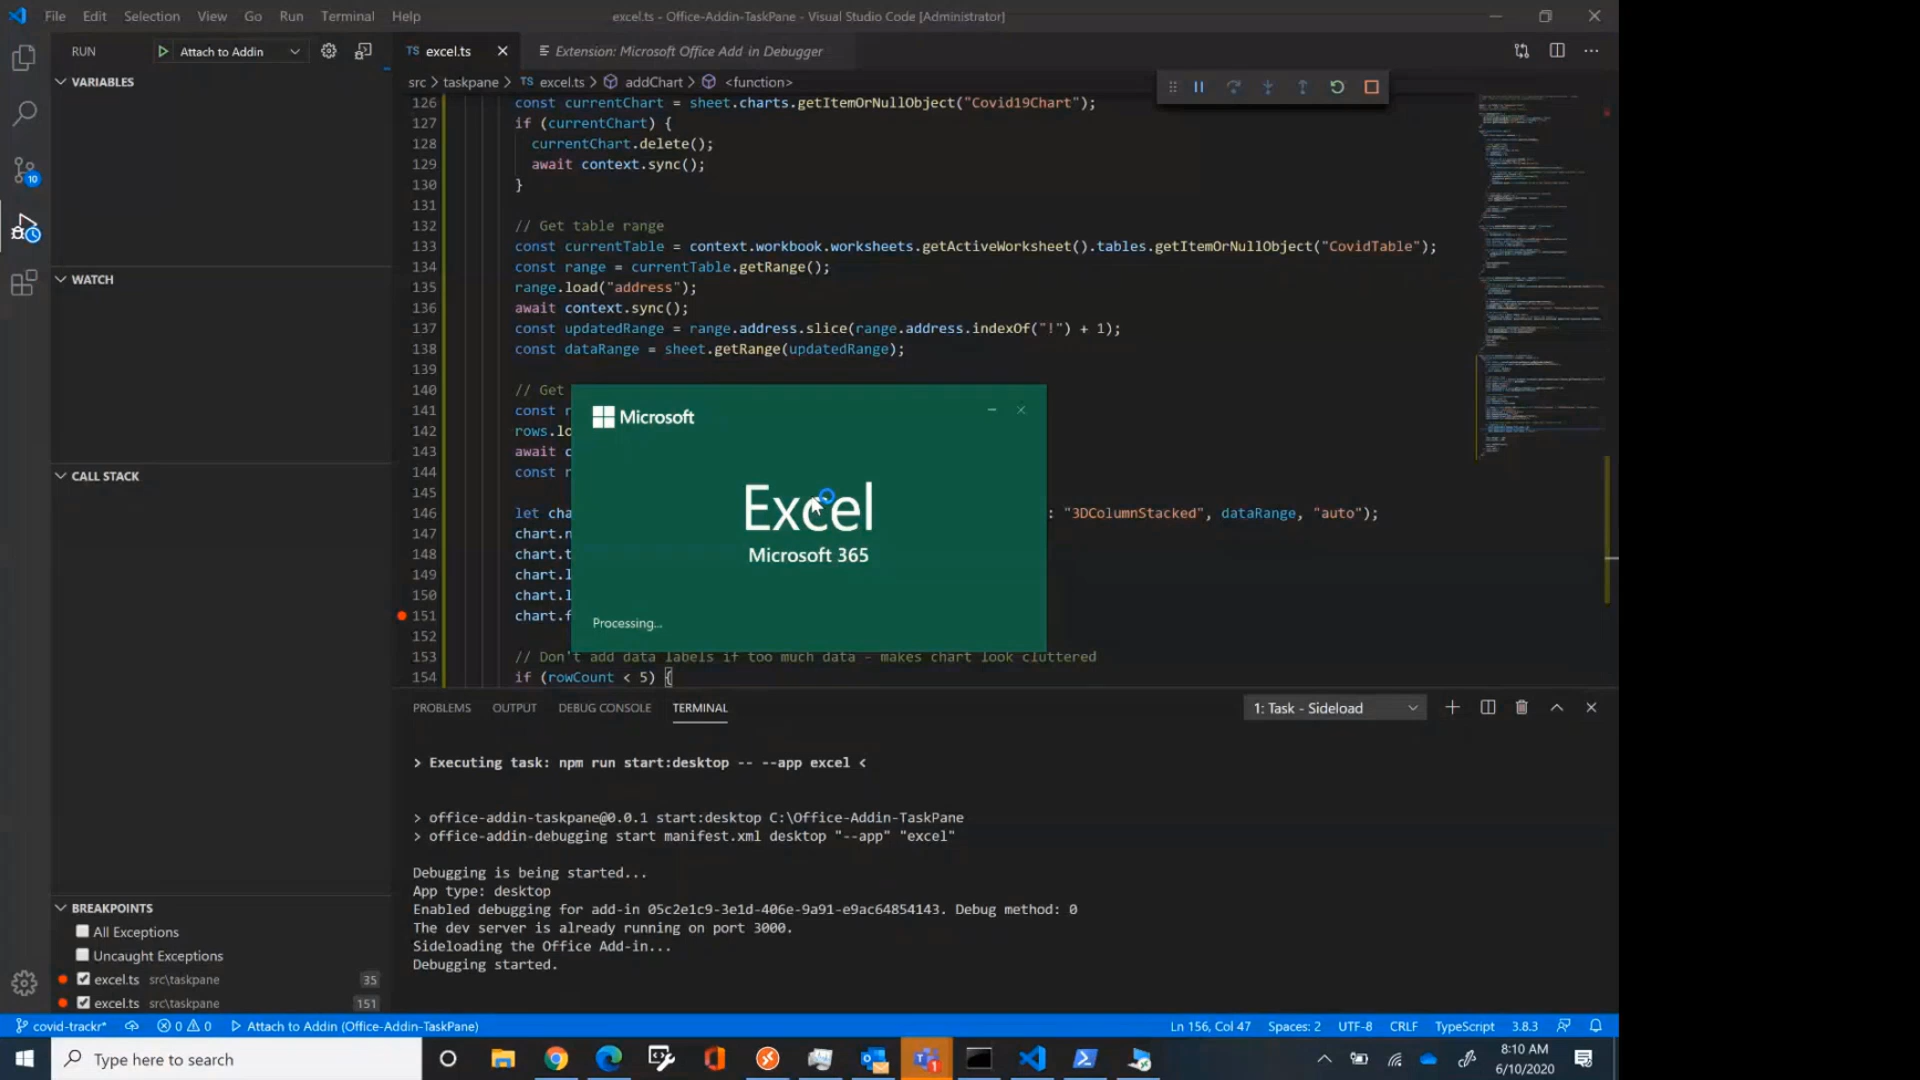 File Edit Selection View Go Run Terminal Help
excel.ts - Office-Addin-TaskPane - Visual Studio Code [Administrator]
RUN
Attach to Addin
TS excel.ts
Extension: Microsoft Office Add in Debugger
src > taskpane > TS excel.ts > addChart > <function>
VARIABLES
WATCH
CALL STACK
126 const currentChart = sheet.charts.getItemOrNullObject("Covid19Chart");
127 if (currentChart) {
128 currentChart.delete();
129 await context.sync();
130 }
131
132 // Get table range
133 const currentTable = context.workbook.worksheets.getActiveWorksheet().tables.getItemOrNullObject("CovidTable");
134 const range = currentTable.getRange();
135 range.load("address");
136 await context.sync();
137 const updatedRange = range.address.slice(range.address.indexOf("!") + 1);
138 const dataRange = sheet.getRange(updatedRange);
139
140 // Get
141 const r
142 rows.lo
143 await c
144 const r
145
146 let cha : "3DColumnStacked", dataRange, "auto");
147 chart.n
148 chart.t
149 chart.l
150 chart.l
151 chart.f
152
153 // Don't add data labels if too much data - makes chart look cluttered
154 if (rowCount < 5) {
Microsoft
Excel
Microsoft 365
Processing...
PROBLEMS OUTPUT DEBUG CONSOLE TERMINAL
1: Task - Sideload
> Executing task: npm run start:desktop -- --app excel <
> office-addin-taskpane@0.0.1 start:desktop C:\Office-Addin-TaskPane
> office-addin-debugging start manifest.xml desktop "--app" "excel"
Debugging is being started...
App type: desktop
Enabled debugging for add-in 05c2e1c9-3e1d-406e-9a91-e9ac64854143. Debug method: 0
The dev server is already running on port 3000.
Sideloading the Office Add-in...
Debugging started.
BREAKPOINTS
All Exceptions
Uncaught Exceptions
excel.ts src\taskpane 35
excel.ts src\taskpane 151
10
covid-trackr* 0 0 Attach to Addin (Office-Addin-TaskPane)
Ln 156, Col 47 Spaces: 2 UTF-8 CRLF TypeScript 3.8.3
Type here to search
1
8:10 AM
6/10/2020